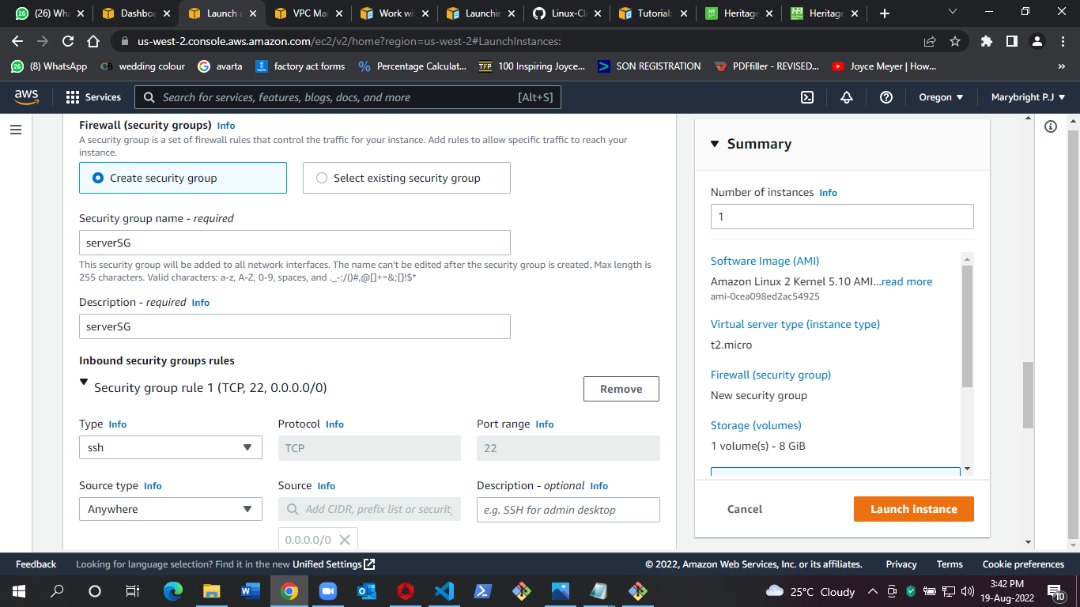 (26) Wh
Dashbo
Launch
VPC Ma
Work wi
Launchin
Linux-Cl
Tutorial
Heritage
Heritage
us-west-2.console.aws.amazon.com/ec2/v2/home?region=us-west-2#LaunchInstances:
(8) WhatsApp
wedding colour
avarta
factory act forms
Percentage Calculat...
100 Inspiring Joyce...
SON REGISTRATION
PDFfiller - REVISED...
Joyce Meyer | How...
»
aws
Services
Search for services, features, blogs, docs, and more
[Alt+S]
Oregon
Marybright P.J
Firewall (security groups) Info
A security group is a set of firewall rules that control the traffic for your instance. Add rules to allow specific traffic to reach your
instance.
Create security group
Select existing security group
Security group name - required
serverSG
This security group will be added to all network interfaces. The name can't be edited after the security group is created. Max length is
255 characters. Valid characters: a-z, A-Z, 0-9, spaces, and ._-:/()#,@[]+=&;{}!$*
Description - required Info
serverSG
Inbound security groups rules
Security group rule 1 (TCP, 22, 0.0.0.0/0)
Remove
Type Info
Protocol Info
Port range Info
ssh
TCP
22
Source type Info
Source Info
Description - optional Info
Anywhere
Add CIDR, prefix list or security
e.g. SSH for admin desktop
0.0.0.0/0
Summary
Number of instances Info
1
Software Image (AMI)
Amazon Linux 2 Kernel 5.10 AMI...read more
ami-0cea098ed2ac54925
Virtual server type (instance type)
t2.micro
Firewall (security group)
New security group
Storage (volumes)
1 volume(s) - 8 GiB
Cancel
Launch instance
Feedback
Looking for language selection? Find it in the new Unified Settings
© 2022, Amazon Web Services, Inc. or its affiliates.
Privacy
Terms
Cookie preferences
25°C Cloudy
3:42 PM
19-Aug-2022
10